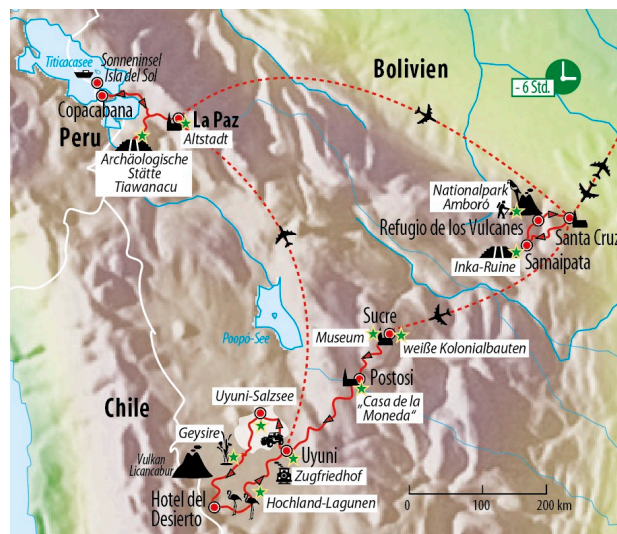 Titicacasee
Sonneninsel
Isla del Sol
Copacabana
Peru
La Paz
Altstadt
Archäologische
Stätte
Tiawanacu
Bolivien
- 6 Std.
Nationalpark
Amboró
Refugio de los Vulcanes
Santa Cruz
Samaipata
Inka-Ruine
Poopó-See
Sucre
Museum
weiße Kolonialbauten
Postosi
„Casa de la
Moneda“
Chile
Uyuni-Salzsee
Geysire
Vulkan
Licancabur
Uyuni
Zugfriedhof
Hotel del
Desierto
Hochland-Lagunen
0 100 200 km